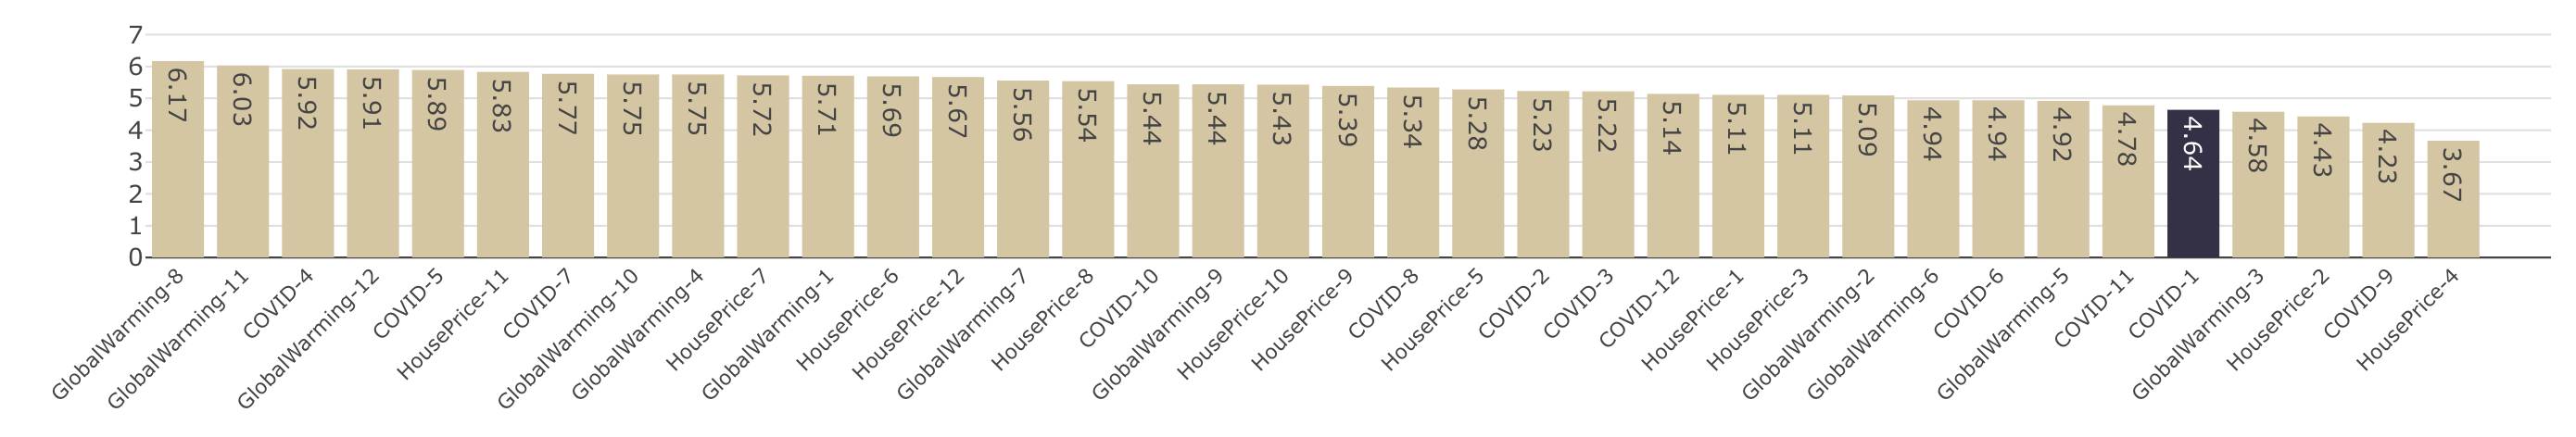 7
6
5
4
3
2
1
0
6.17
6.03
5.92
5.91
5.89
5.83
5.77
5.75
5.75
5.72
5.71
5.69
5.67
5.56
5.54
5.44
5.44
5.43
5.39
5.34
5.28
5.23
5.22
5.14
5.11
5.11
5.09
4.94
4.94
4.92
4.78
4.64
4.58
4.43
4.23
3.67
GlobalWarming-8
GlobalWarming-11
COVID-4
GlobalWarming-12
COVID-5
HousePrice-11
COVID-7
GlobalWarming-10
GlobalWarming-4
HousePrice-7
GlobalWarming-1
HousePrice-6
HousePrice-12
GlobalWarming-7
HousePrice-8
COVID-10
GlobalWarming-9
HousePrice-10
HousePrice-9
COVID-8
HousePrice-5
COVID-2
COVID-3
COVID-12
HousePrice-1
HousePrice-3
GlobalWarming-2
GlobalWarming-6
COVID-6
GlobalWarming-5
COVID-11
COVID-1
GlobalWarming-3
HousePrice-2
COVID-9
HousePrice-4